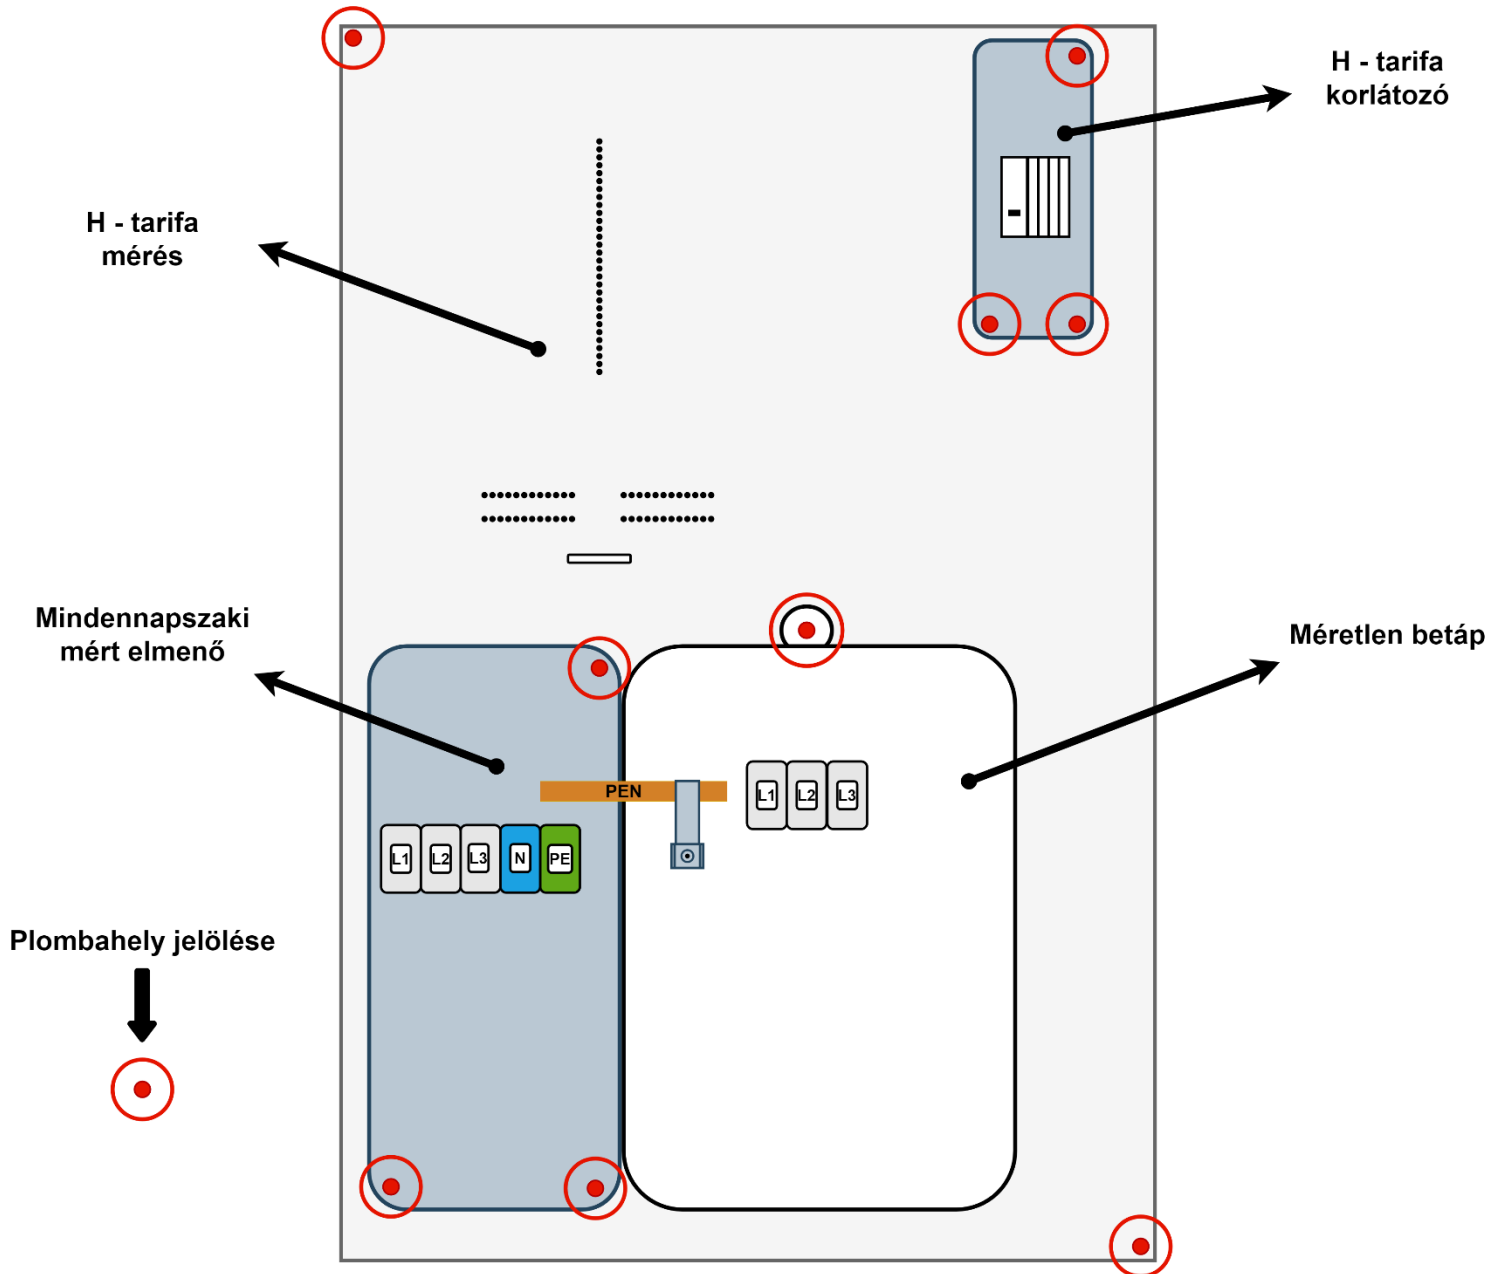 H - tarifa
korlátozó
H - tarifa
mérés
Mindennapszaki
mért elmenő
Méretlen betáp
PEN
L1 L2 L3
L1 L2 L3 N PE
Plombahely jelölése